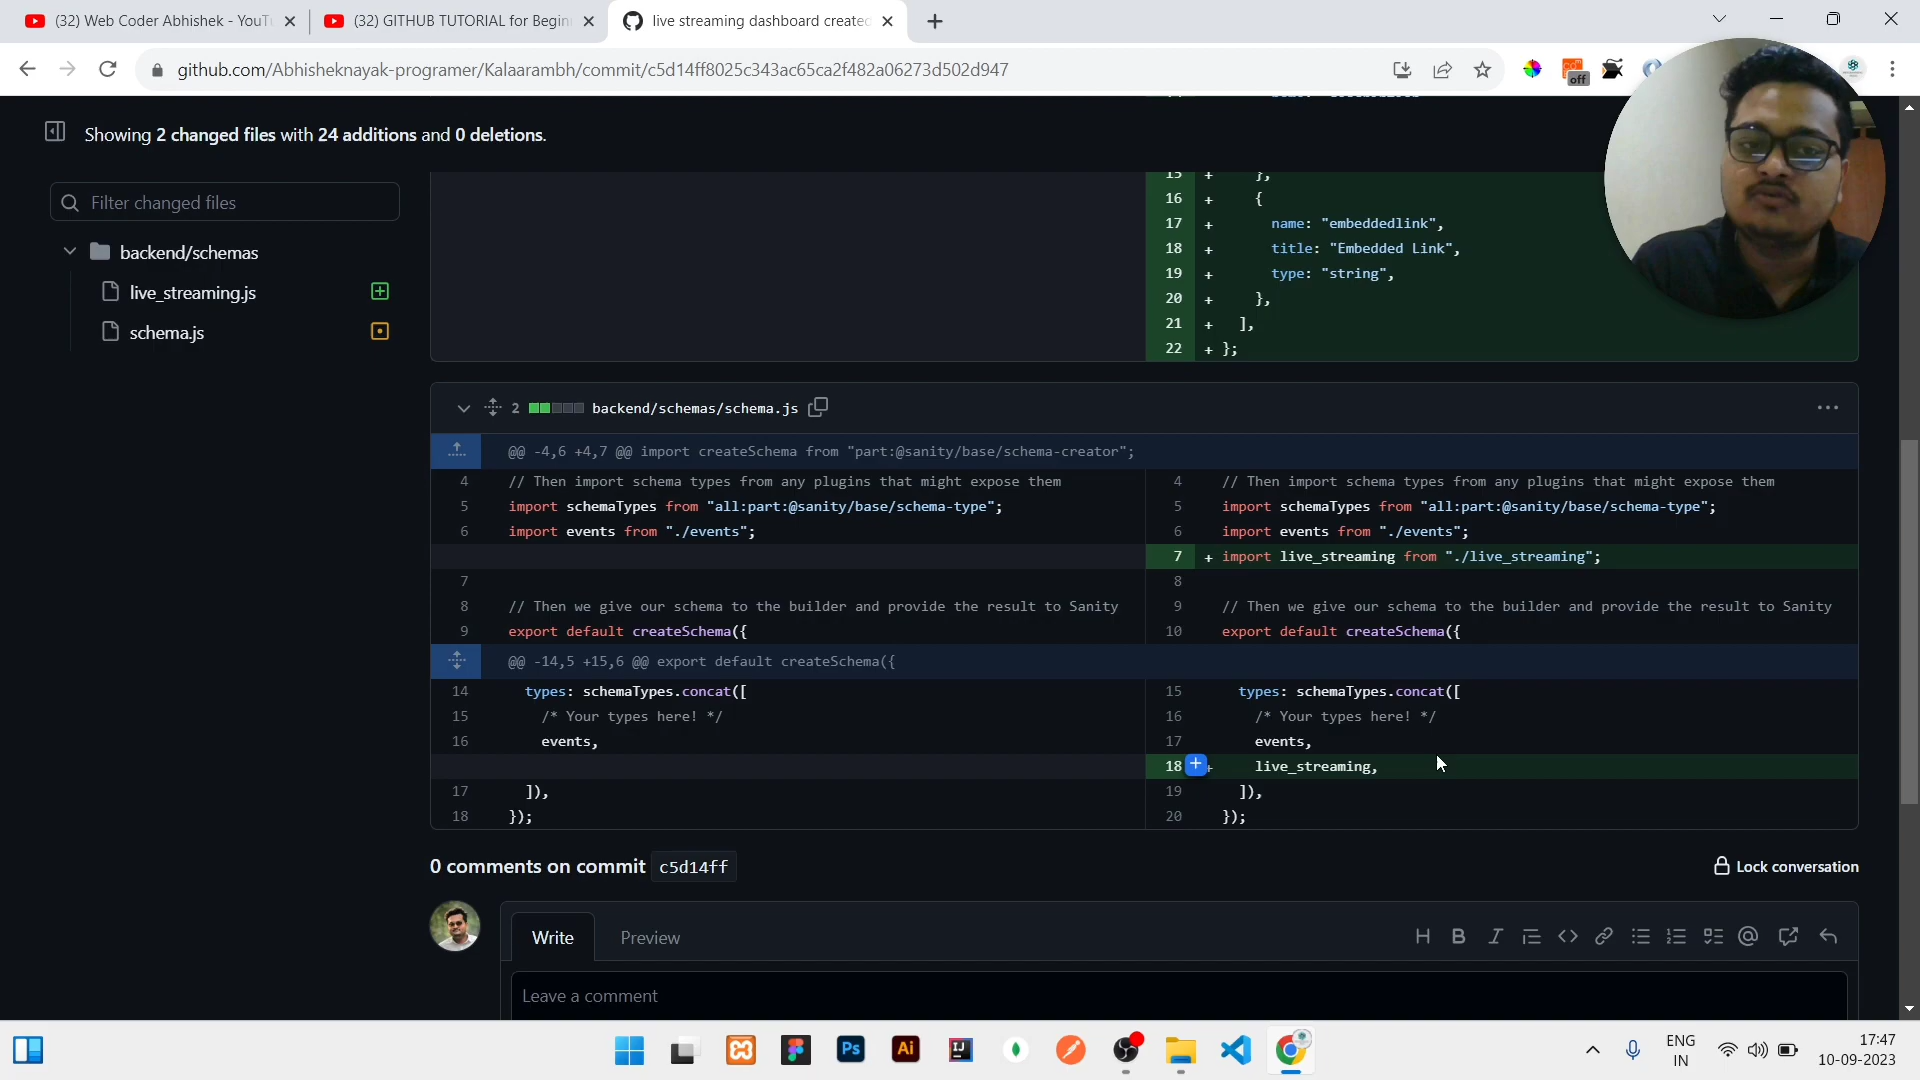 (32) Web Coder Abhishek - YouTu
(32) GITHUB TUTORIAL for Begin
live streaming dashboard created
github.com/Abhisheknayak-programer/Kalaarambh/commit/c5d14ff8025c343ac65ca2f482a06273d502d947
off
Showing 2 changed files with 24 additions and 0 deletions.
Filter changed files
backend/schemas
live_streaming.js
schema.js
15 + },
16 + {
17 + name: "embeddedlink",
18 + title: "Embedded Link",
19 + type: "string",
20 + },
21 + ],
22 + };
2 backend/schemas/schema.js
@@ -4,6 +4,7 @@ import createSchema from "part:@sanity/base/schema-creator";
4 // Then import schema types from any plugins that might expose them
5 import schemaTypes from "all:part:@sanity/base/schema-type";
6 import events from "./events";
7
8 // Then we give our schema to the builder and provide the result to Sanity
9 export default createSchema({
4 // Then import schema types from any plugins that might expose them
5 import schemaTypes from "all:part:@sanity/base/schema-type";
6 import events from "./events";
7 + import live_streaming from "./live_streaming";
8
9 // Then we give our schema to the builder and provide the result to Sanity
10 export default createSchema({
@@ -14,5 +15,6 @@ export default createSchema({
14 types: schemaTypes.concat([
15 /* Your types here! */
16 events,
17 ]),
18 });
15 types: schemaTypes.concat([
16 /* Your types here! */
17 events,
18 + live_streaming,
19 ]),
20 });
0 comments on commit c5d14ff
Lock conversation
Write
Preview
Leave a comment
Ps
Ai
IJ
ENG
IN
17:47
10-09-2023